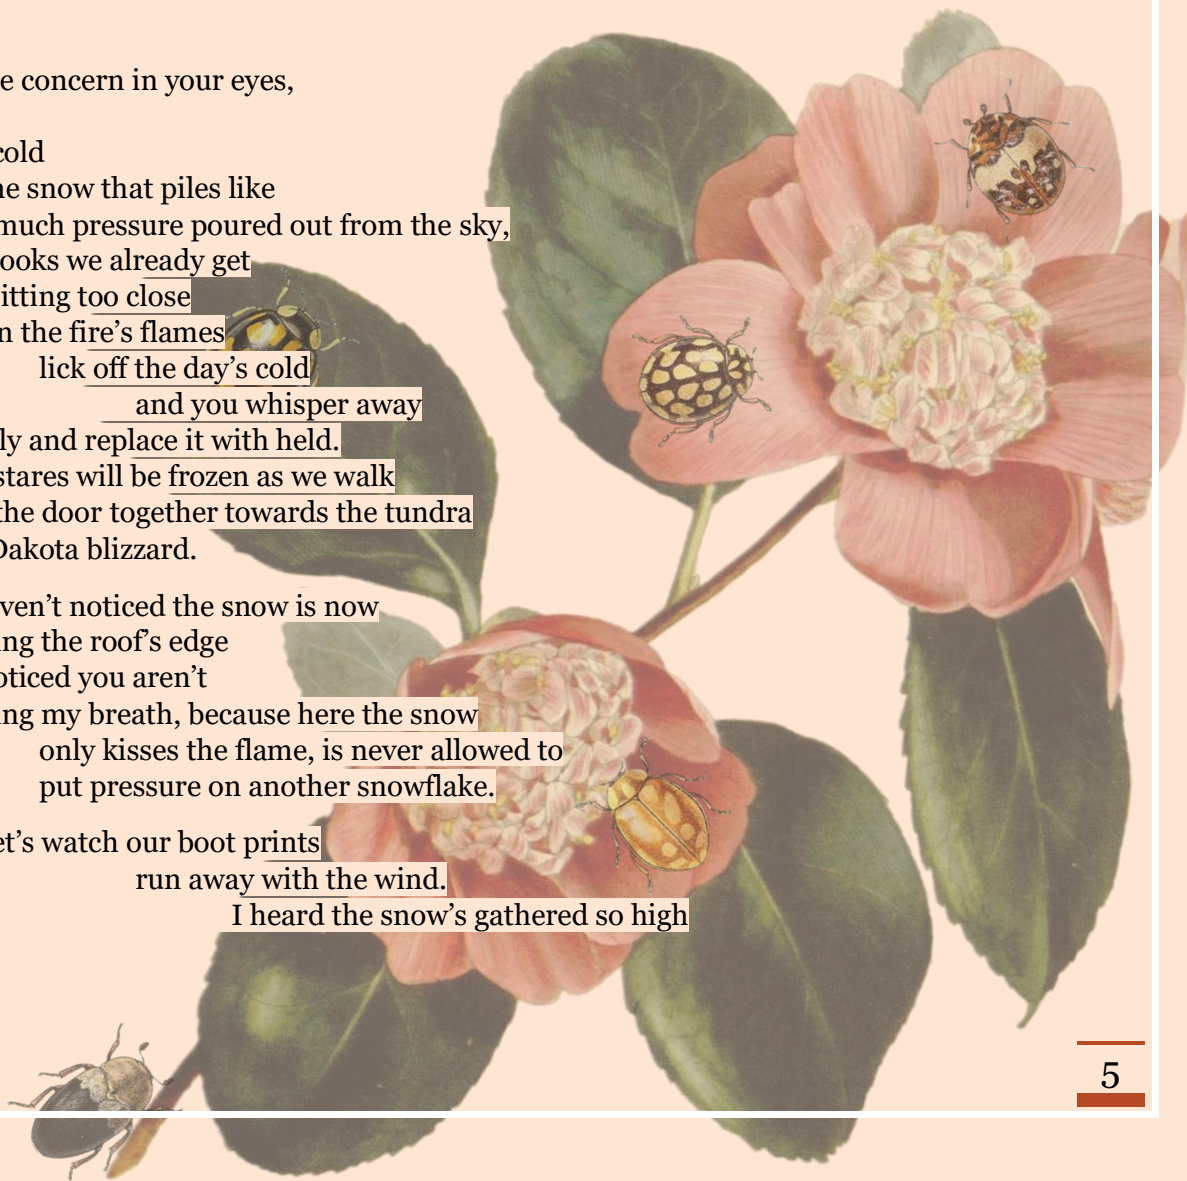 e concern in your eyes,
cold
ne snow that piles like
much pressure poured out from the sky,
ooks we already get
itting too close
n the fire’s flames
lick off the day’s cold
and you whisper away
ly and replace it with held.
stares will be frozen as we walk
the door together towards the tundra
Dakota blizzard.
ven’t noticed the snow is now
ng the roof’s edge
oticed you aren’t
ng my breath, because here the snow
only kisses the flame, is never allowed to
put pressure on another snowflake.
et’s watch our boot prints
run away with the wind.
I heard the snow’s gathered so high
5